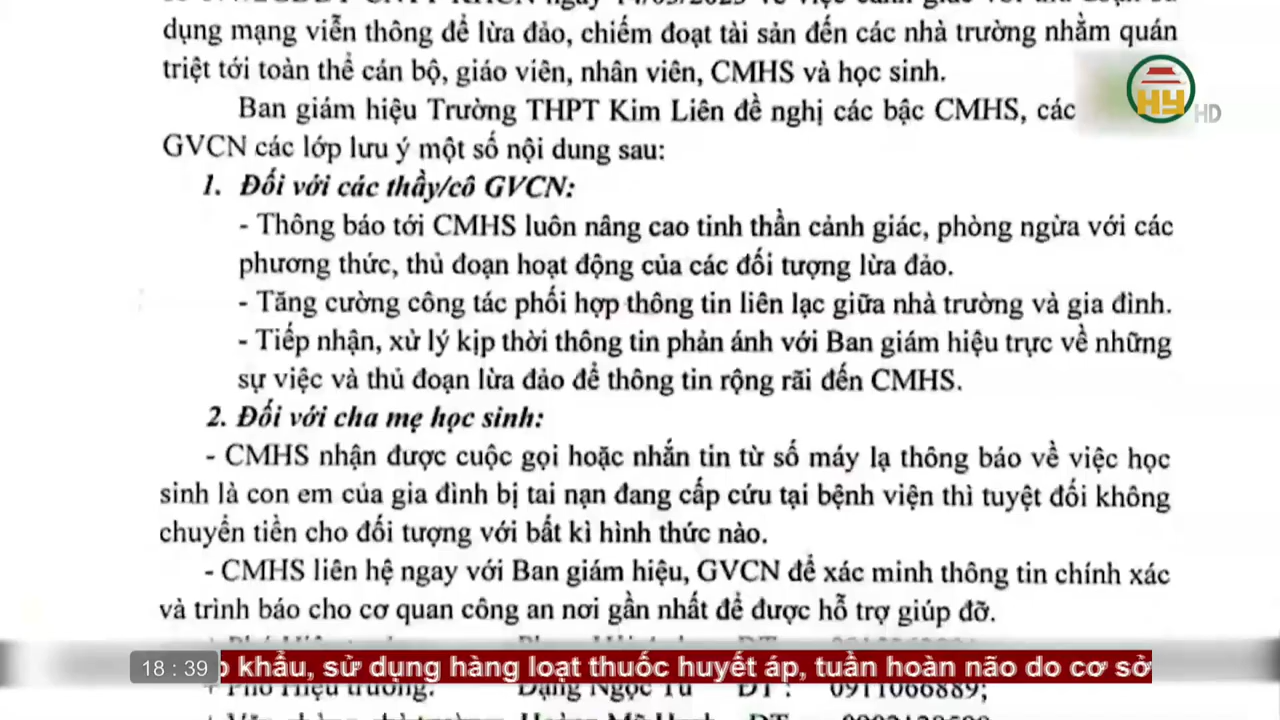 dụng mạng viễn thông để lừa đảo, chiếm đoạt tài sản đến các nhà trường nhằm quán
triệt tới toàn thể cán bộ, giáo viên, nhân viên, CMHS và học sinh.
Ban giám hiệu Trường THPT Kim Liên đề nghị các bậc CMHS, các
HY HD
GVCN các lớp lưu ý một số nội dung sau:
1. Đối với các thầy/cô GVCN:
- Thông báo tới CMHS luôn nâng cao tinh thần cảnh giác, phòng ngừa với các
phương thức, thủ đoạn hoạt động của các đối tượng lừa đảo.
- Tăng cường công tác phối hợp thông tin liên lạc giữa nhà trường và gia đình.
- Tiếp nhận, xử lý kịp thời thông tin phản ánh với Ban giám hiệu trực về những
sự việc và thủ đoạn lừa đảo để thông tin rộng rãi đến CMHS.
2. Đối với cha mẹ học sinh:
- CMHS nhận được cuộc gọi hoặc nhắn tin từ số máy lạ thông báo về việc học
sinh là con em của gia đình bị tai nạn đang cấp cứu tại bệnh viện thì tuyệt đối không
chuyển tiền cho đối tượng với bất kì hình thức nào.
- CMHS liên hệ ngay với Ban giám hiệu, GVCN để xác minh thông tin chính xác
và trình báo cho cơ quan công an nơi gần nhất để được hỗ trợ giúp đỡ.
18 : 39 khẩu, sử dụng hàng loạt thuốc huyết áp, tuần hoàn não do cơ sở
+ Phó Hiệu trưởng: Đặng Ngọc Tú ĐT : 0911066889;